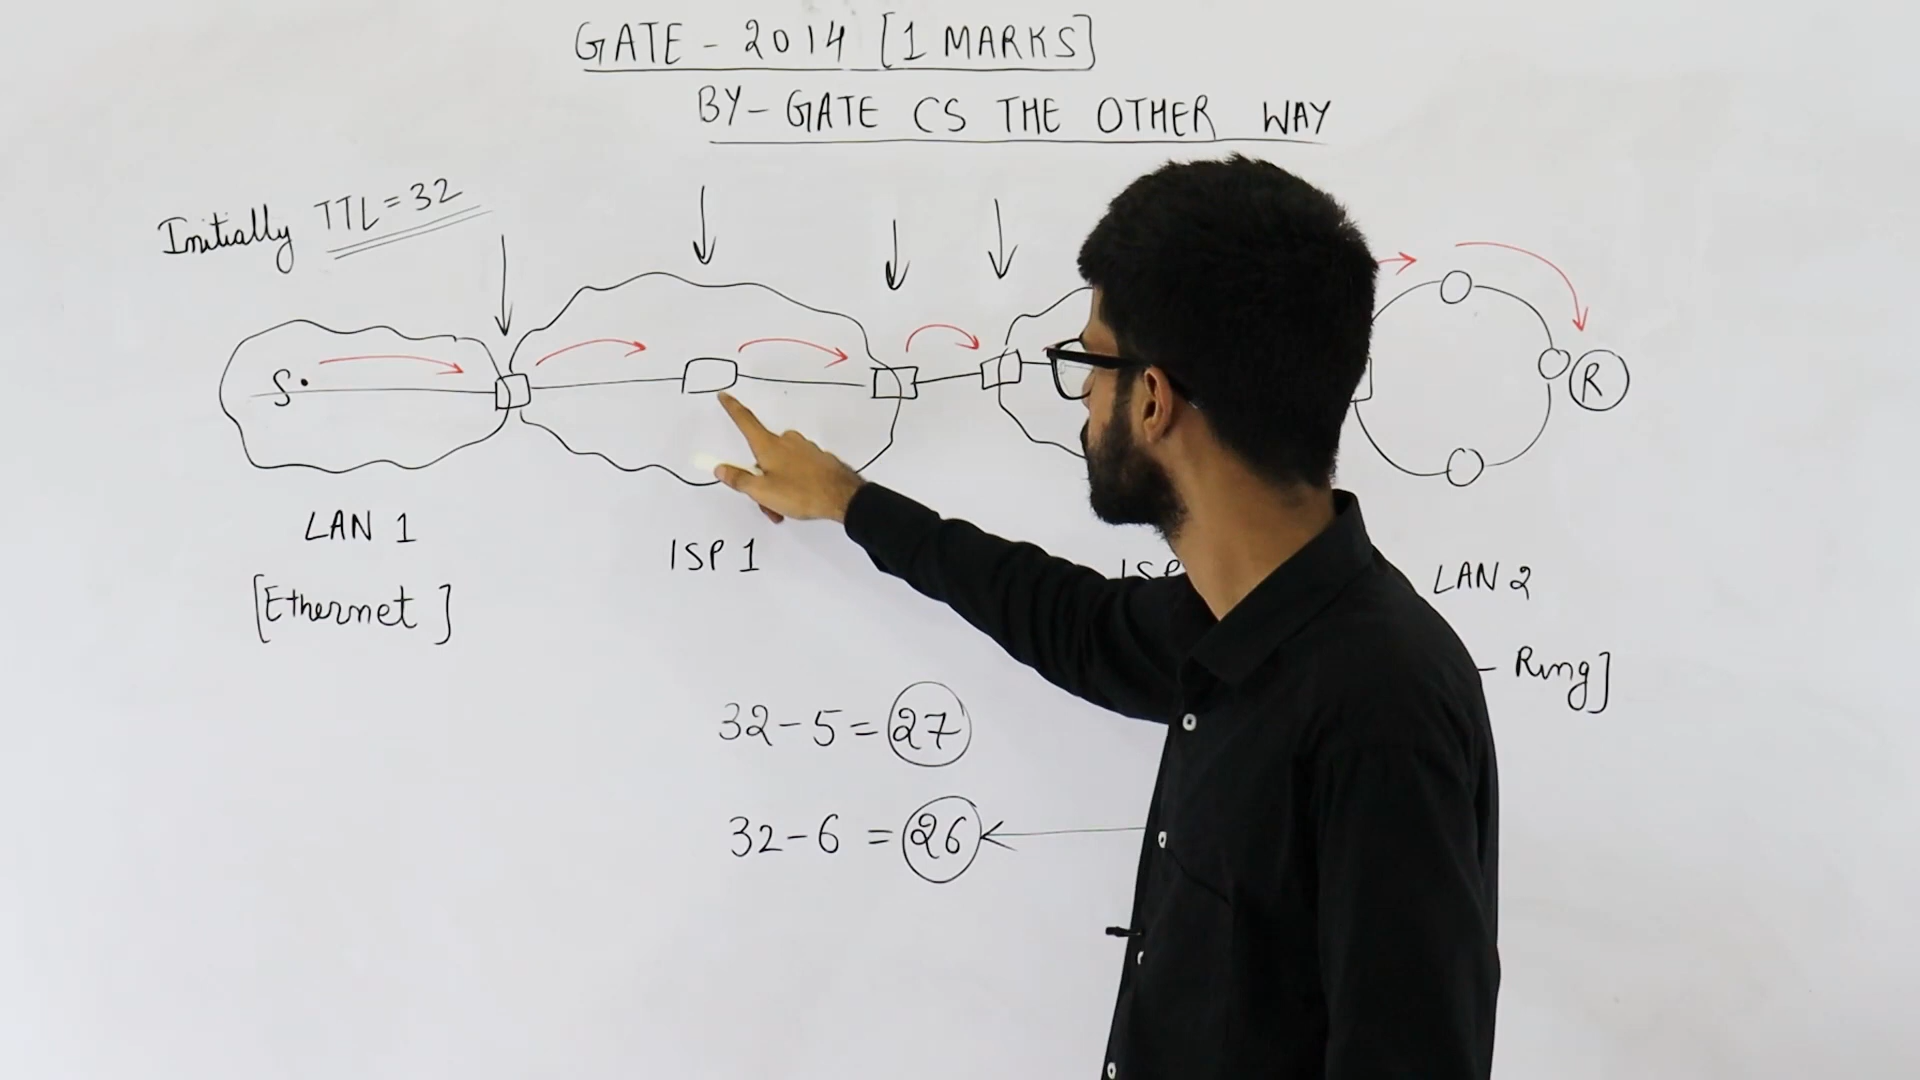 GATE - 2014 [1 MARKS]
BY - GATE CS THE OTHER WAY
Initially TTL = 32
S
R
LAN 1
[Ethernet]
ISP 1
ISP
LAN 2
- Ring]
32 - 5 = 27
32 - 6 = 26